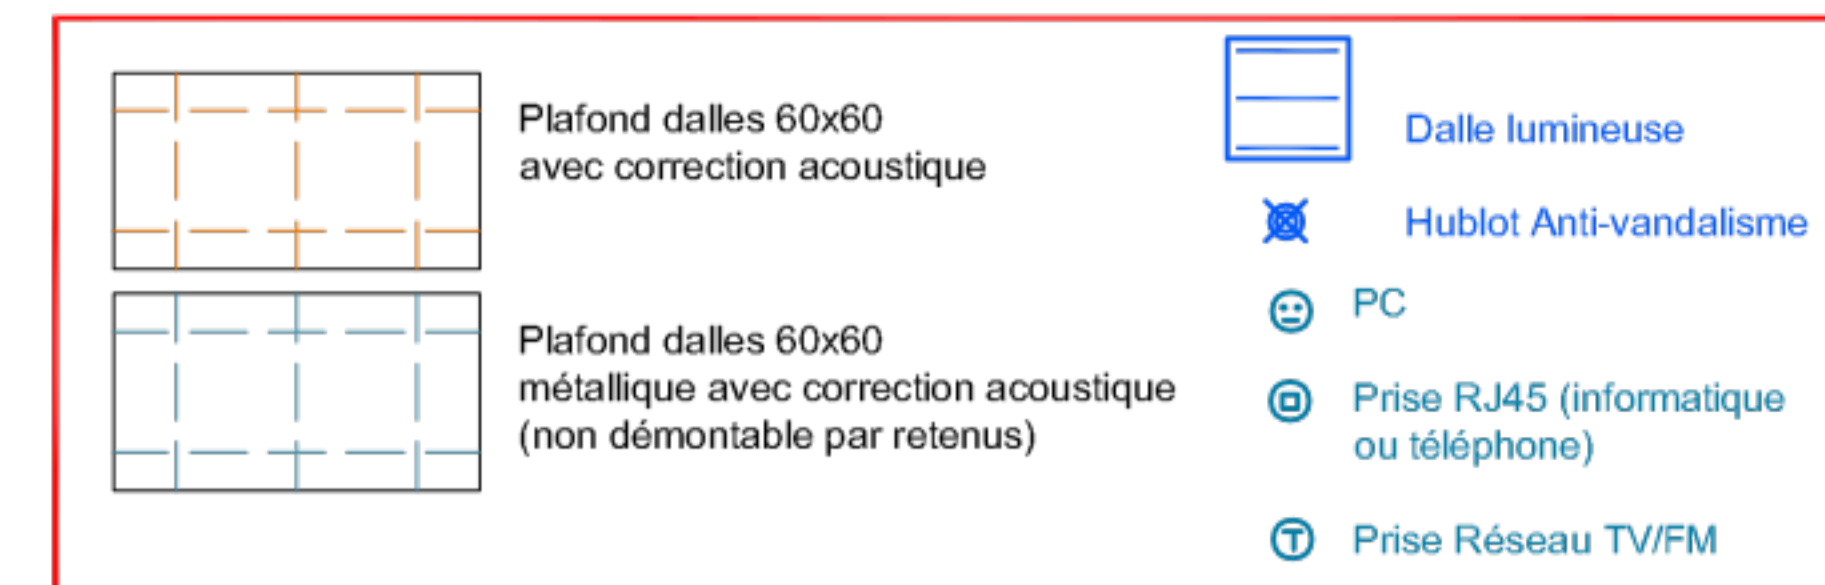 Plafond dalles 60x60
avec correction acoustique
Plafond dalles 60x60
métallique avec correction acoustique
(non démontable par retenus)
Dalle lumineuse
Hublot Anti-vandalisme
PC
Prise RJ45 (informatique
ou téléphone)
T
Prise Réseau TV/FM